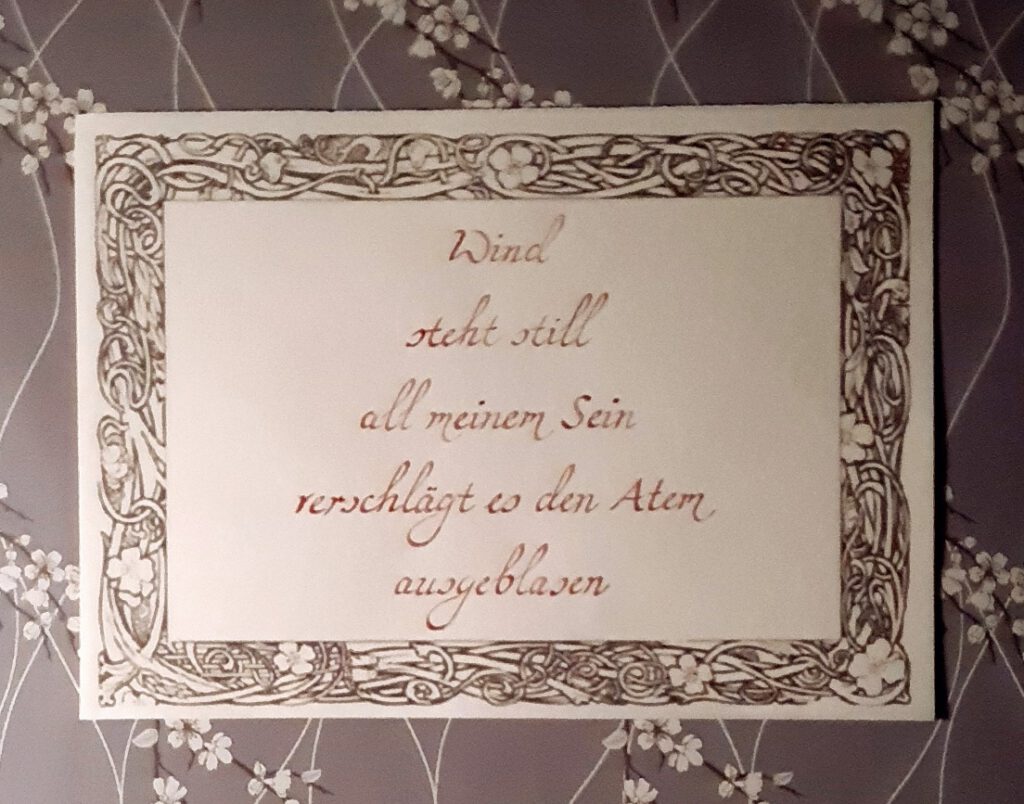 Wind
steht still
all meinem Sein
verschlägt es den Atem
ausgeblasen